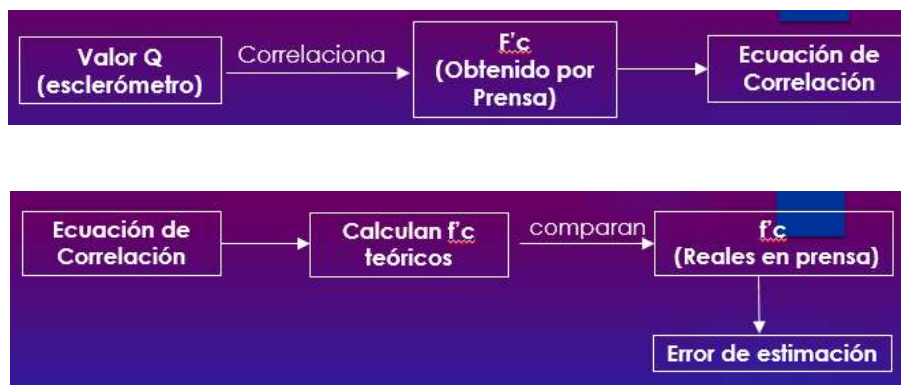 Valor Q
(esclerómetro)
Correlaciona
F'c
(Obtenido por
Prensa)
Ecuación de
Correlación
Ecuación de
Correlación
Calculan f'c
teóricos
comparan
f'c
(Reales en prensa)
Error de estimación